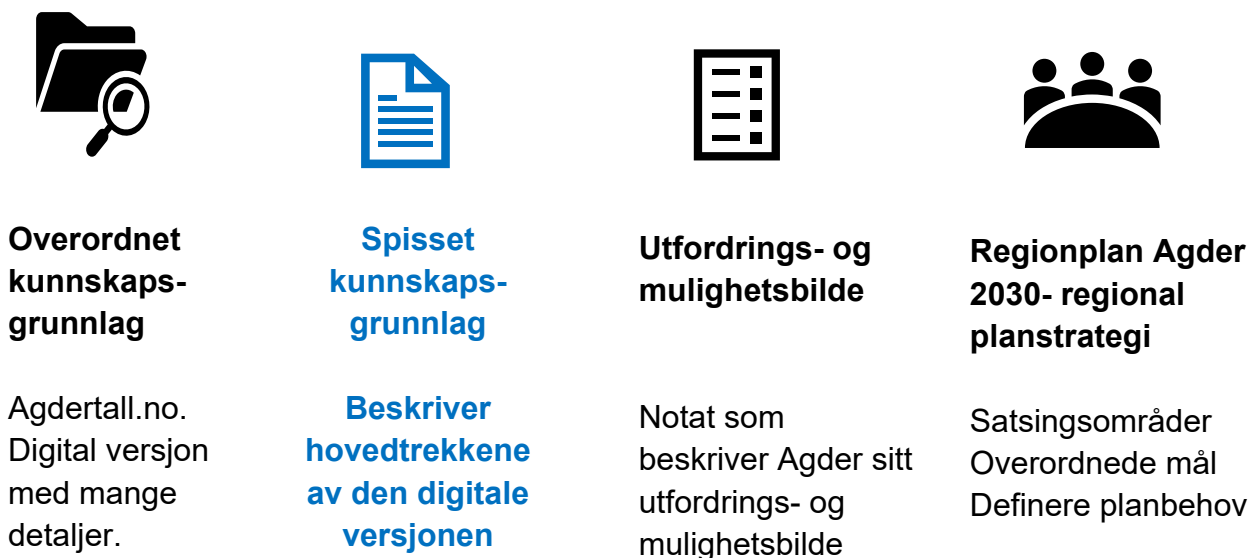 Overordnet
kunnskaps-
grunnlag
Agdertall.no.
Digital versjon
med mange
detaljer.
Spisset
kunnskaps-
grunnlag
Beskriver
hovedtrekkene
av den digitale
versjonen
Utfordrings- og
mulighetsbilde
Notat som
beskriver Agder sitt
utfordrings- og
mulighetsbilde
Regionplan Agder
2030- regional
planstrategi
Satsingsområder
Overordnede mål
Definere planbehov